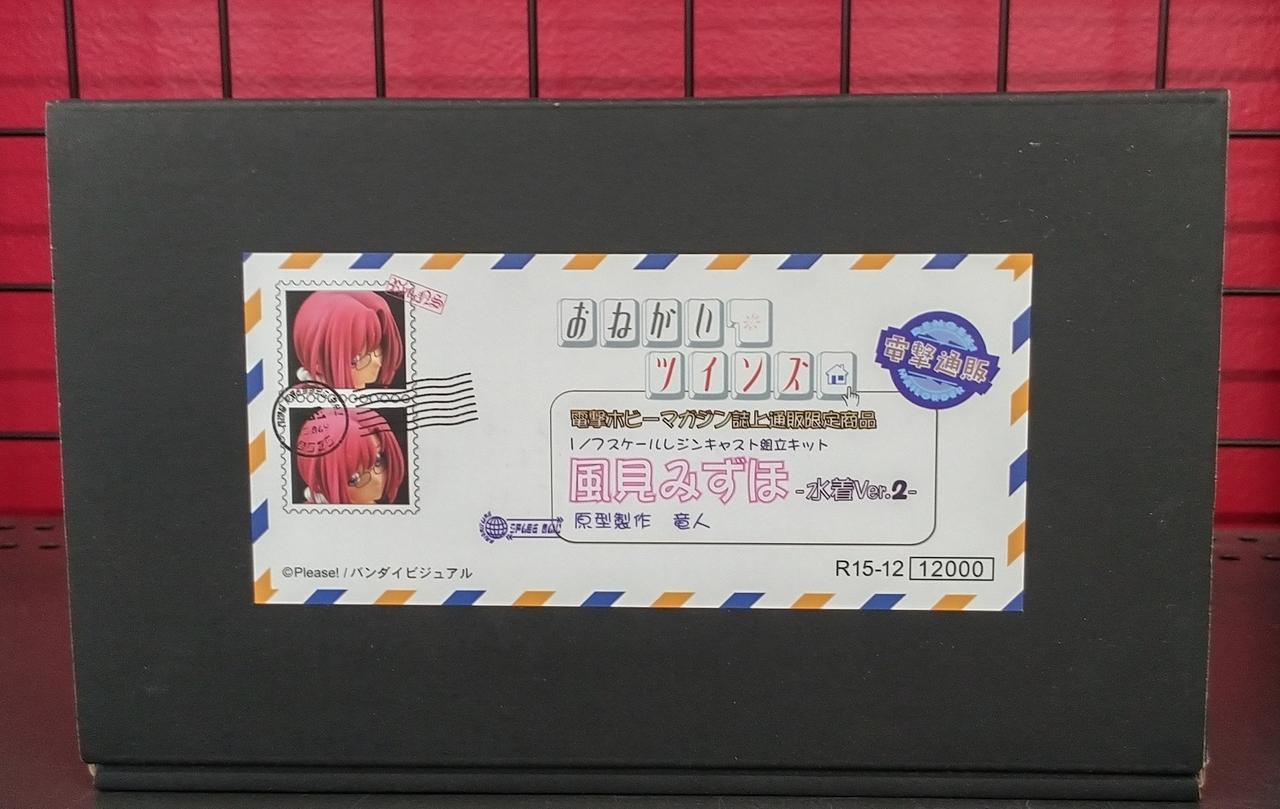 おねがい
ツインズ
電撃通販
電撃ホビーマガジン誌上通販限定商品
1/7スケールレジンキャスト組立キット
風見みずほ -水着Ver.2-
原型製作 竜人
©Please! / バンダイビジュアル
R15-12 12000